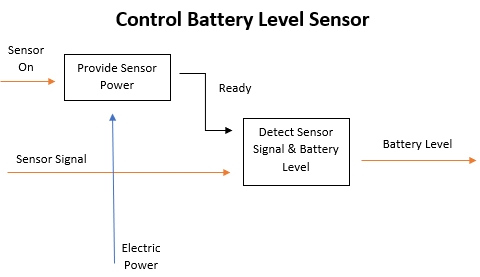 Control Battery Level Sensor
Sensor
On
Provide Sensor
Power
Ready
Detect Sensor
Signal & Battery
Level
Battery Level
Sensor Signal
Electric
Power